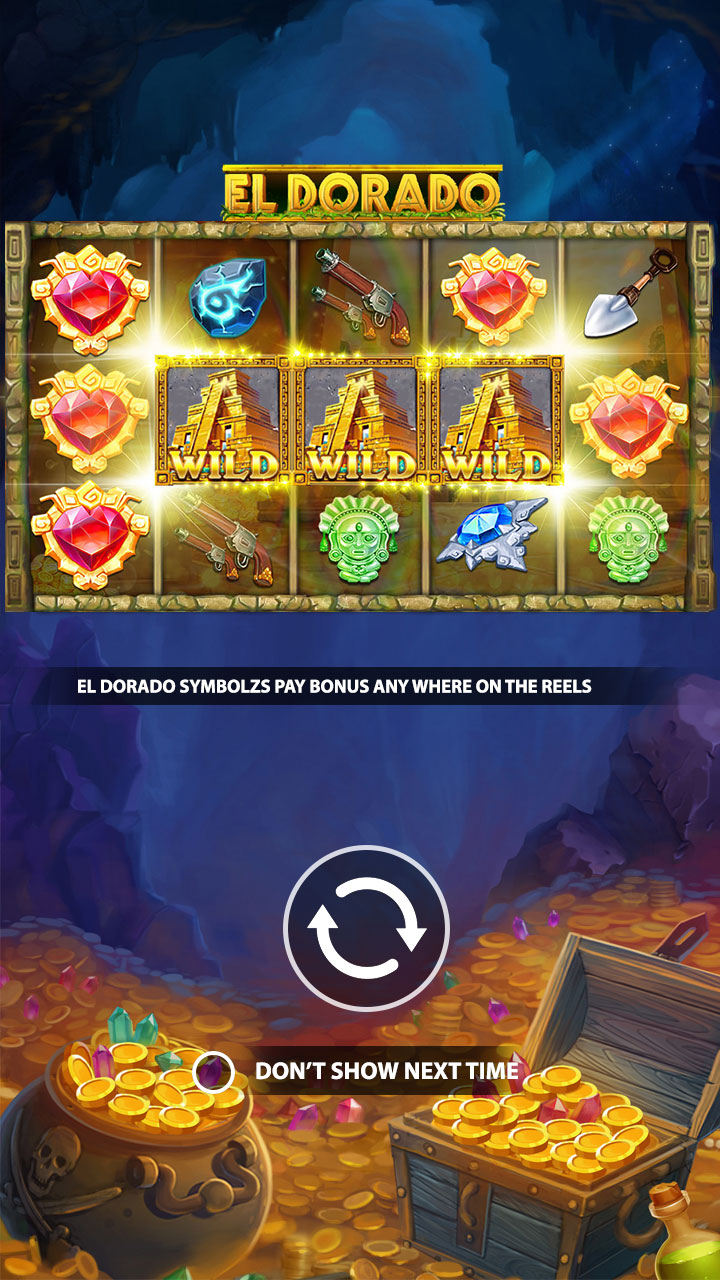 EL DORADO
WILD WILD WILD
EL DORADO SYMBOLZS PAY BONUS ANY WHERE ON THE REELS
DON'T SHOW NEXT TIME